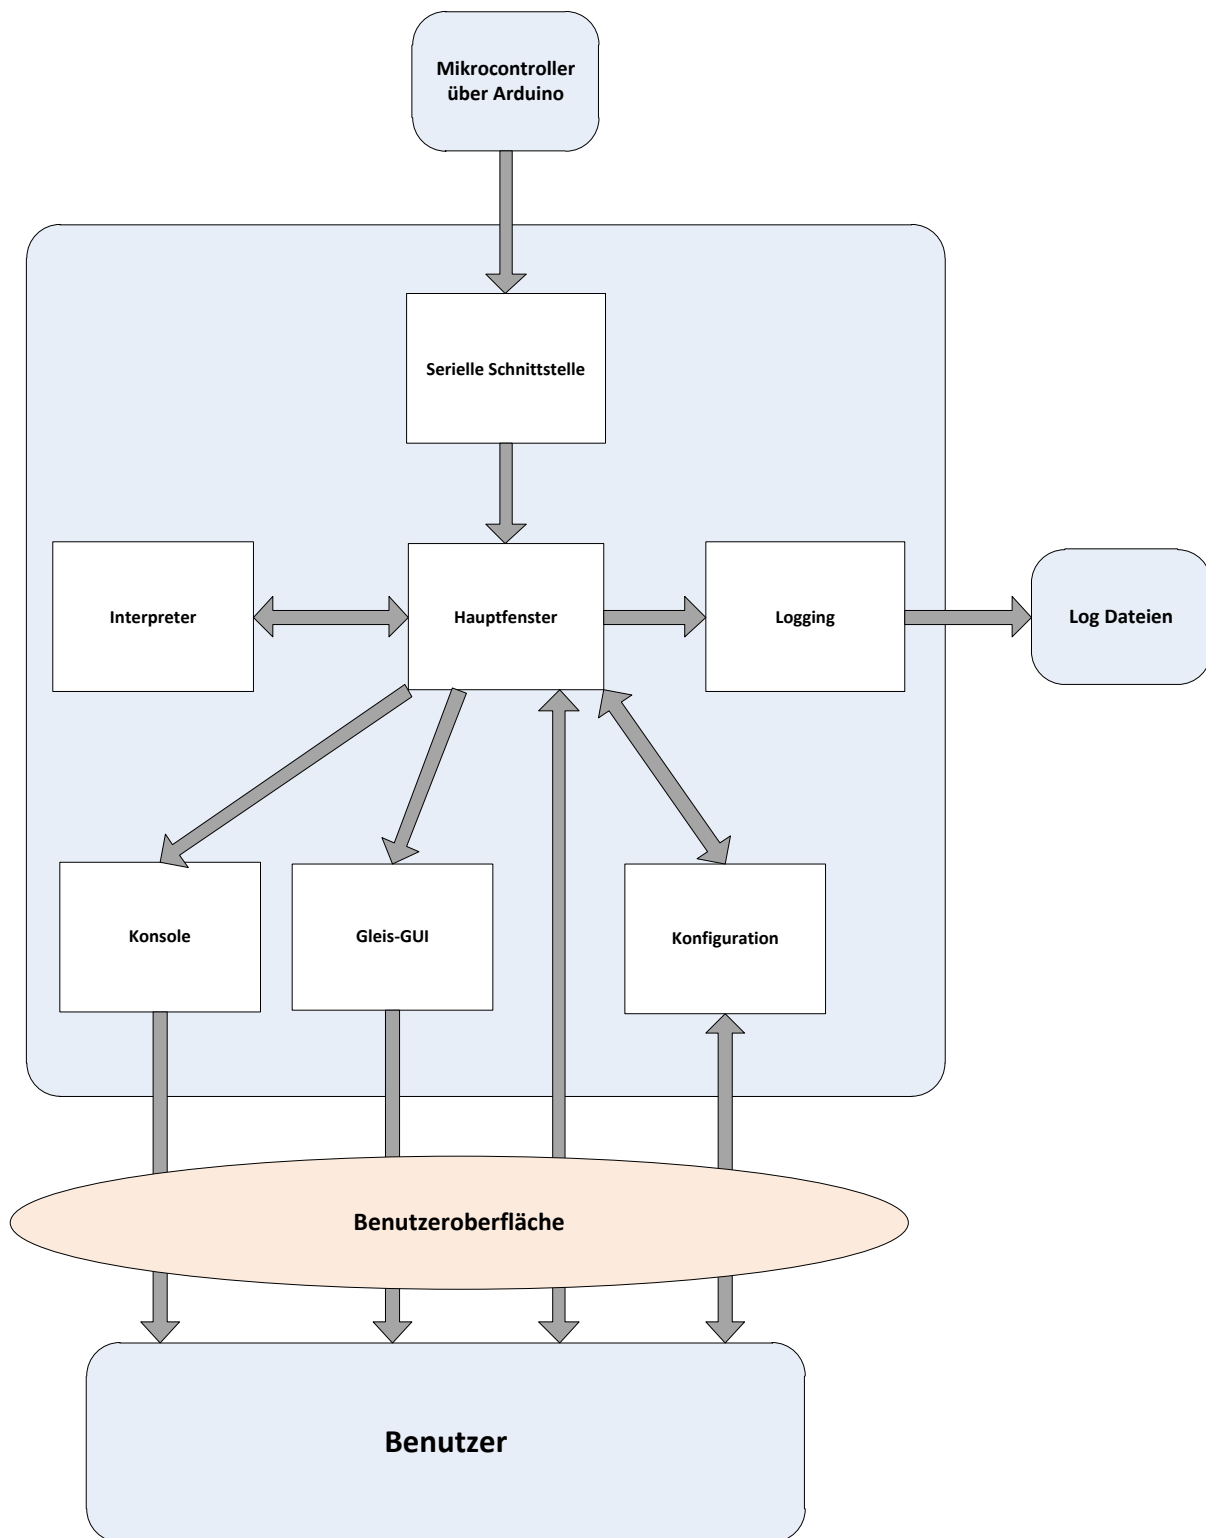 Mikrocontroller
über Arduino
Serielle Schnittstelle
Interpreter
Hauptfenster
Logging
Log Dateien
Konsole
Gleis-GUI
Konfiguration
Benutzeroberfläche
Benutzer